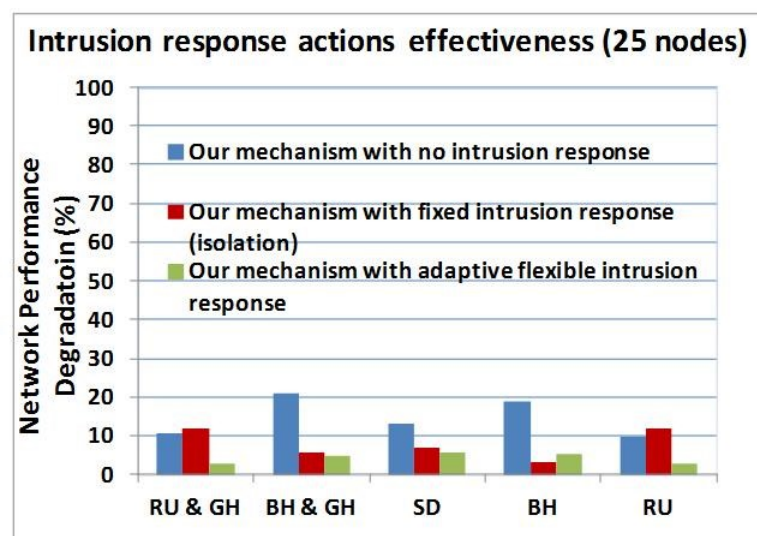 Intrusion response actions effectiveness (25 nodes)
Network Performance
Degradatoin (%)
100
90
80
70
60
50
40
30
20
10
0
Our mechanism with no intrusion response
Our mechanism with fixed intrusion response
(isolation)
Our mechanism with adaptive flexible intrusion
response
RU & GH
BH & GH
SD
BH
RU